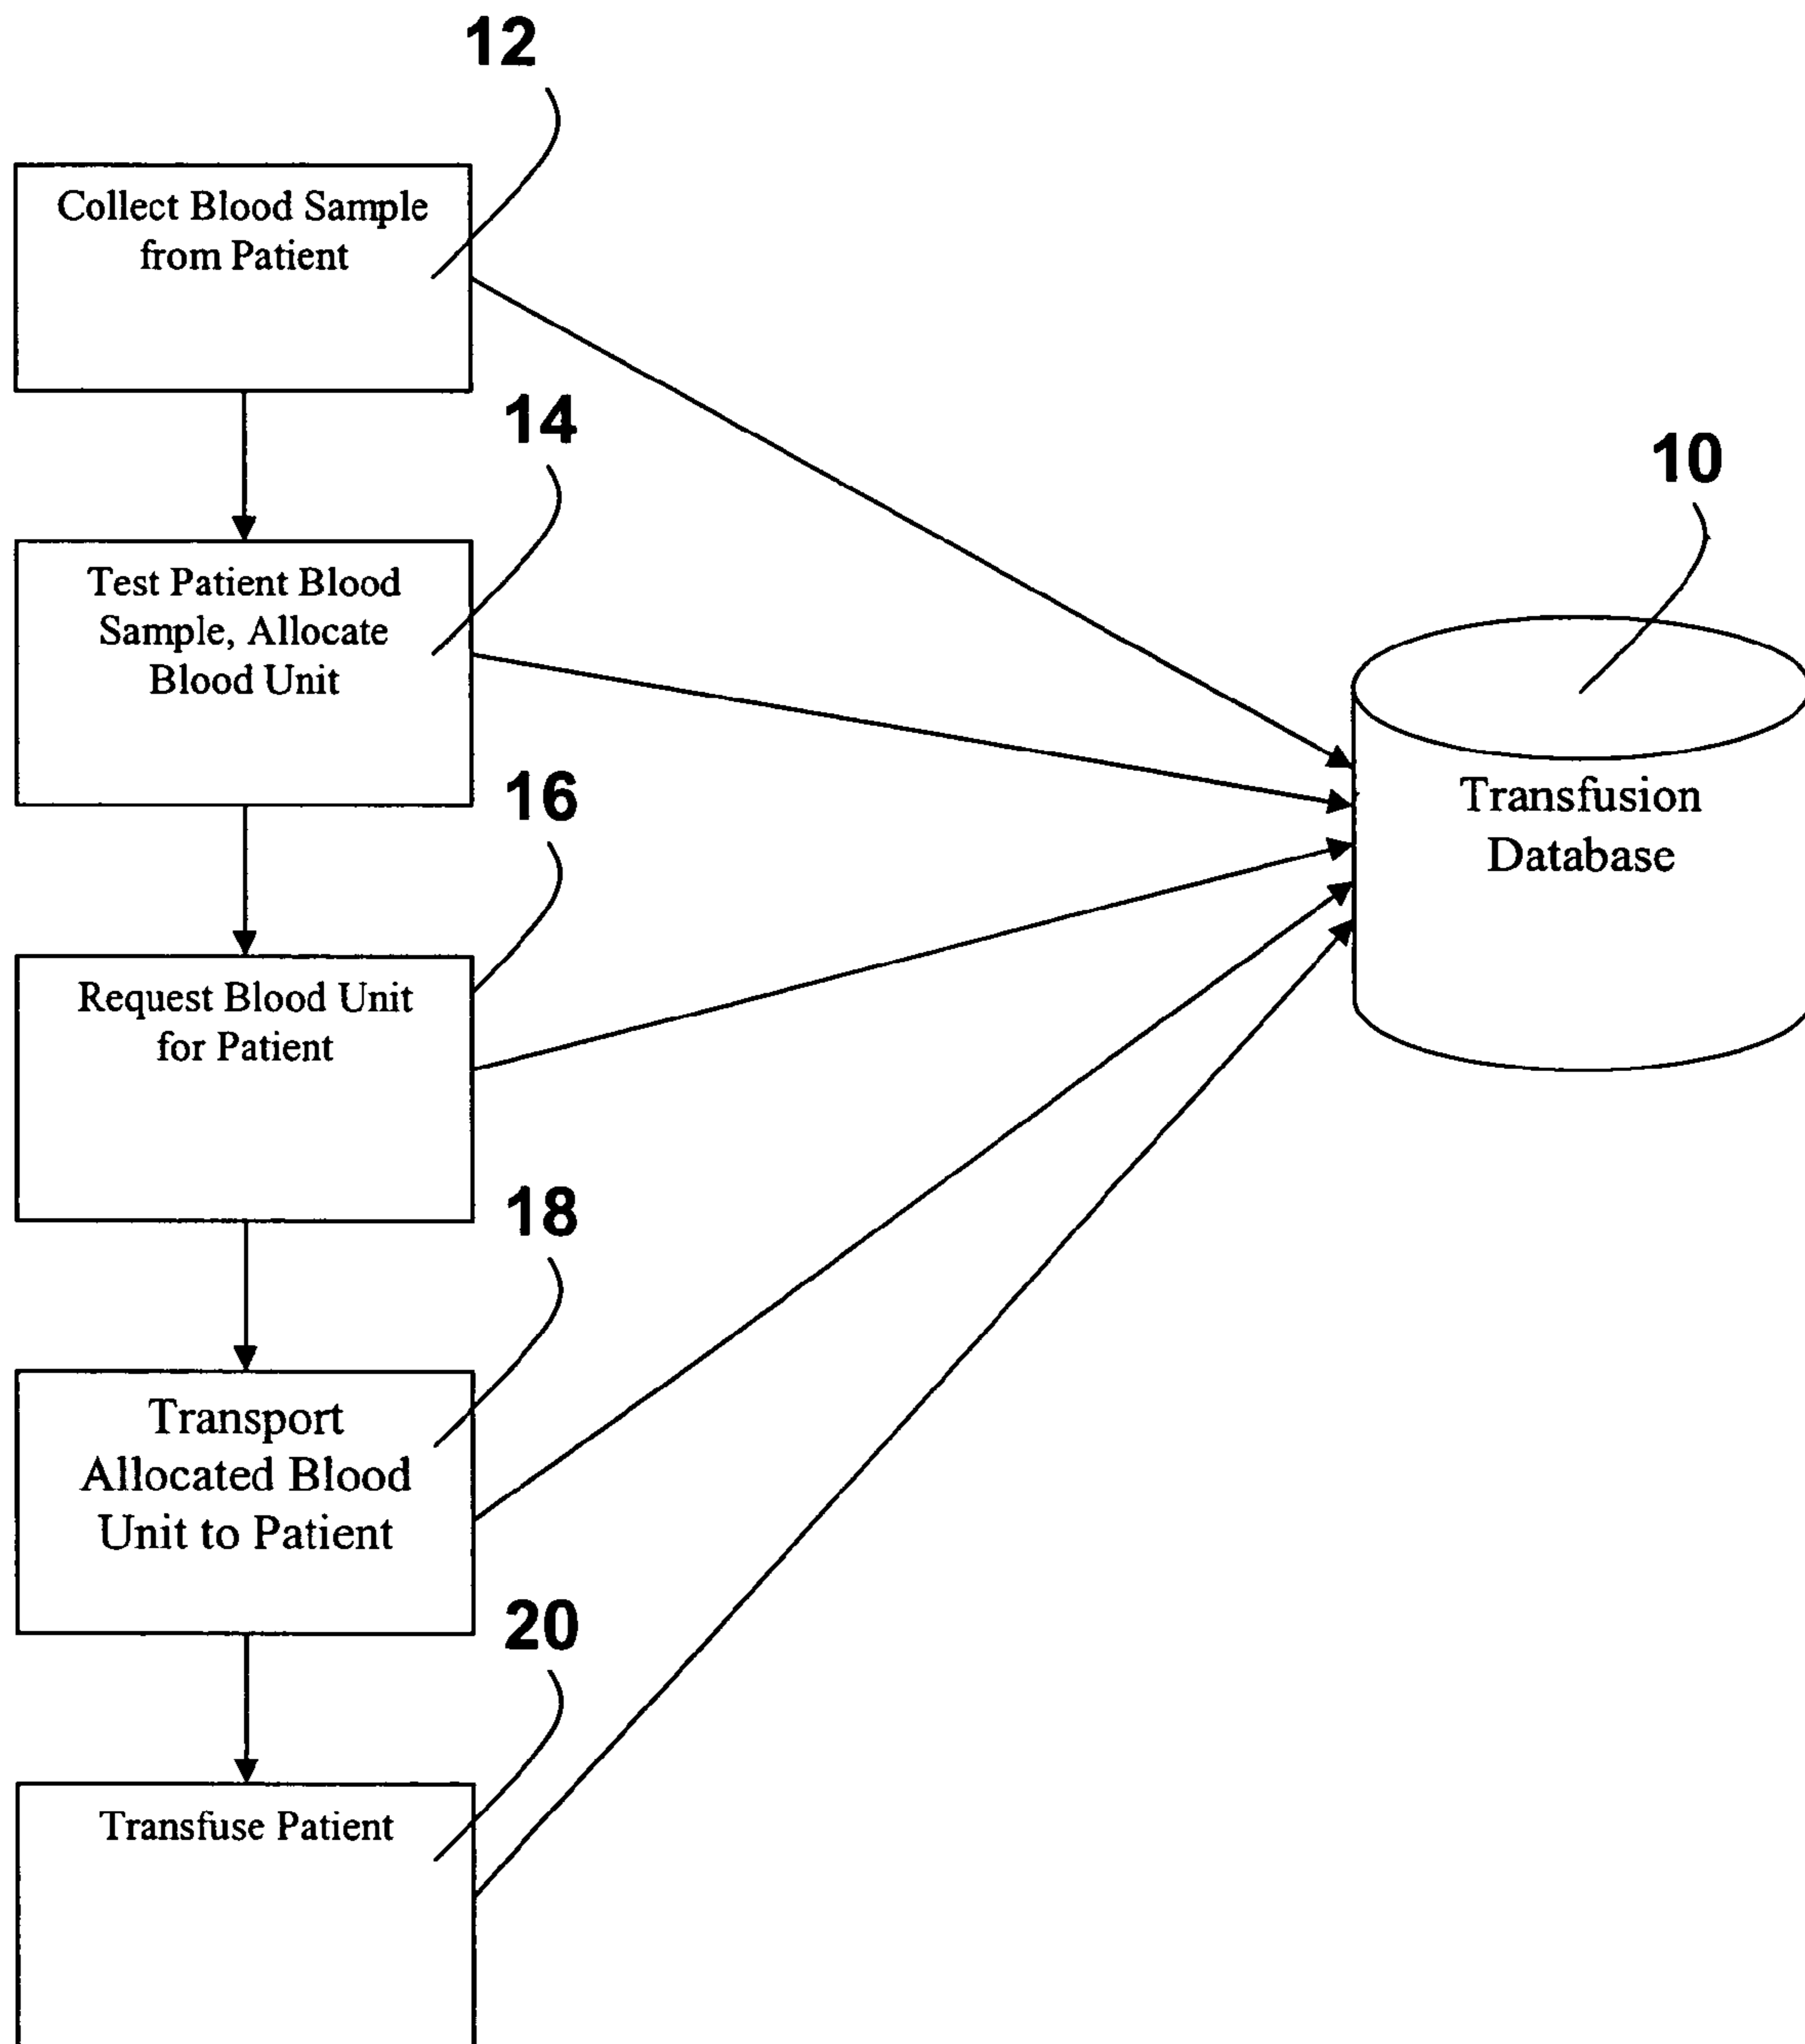 12
Collect Blood Sample
from Patient
14
Test Patient Blood
Sample, Allocate
Blood Unit
10
Transfusion
Database
16
Request Blood Unit
for Patient
18
Transport
Allocated Blood
Unit to Patient
20
Transfuse Patient